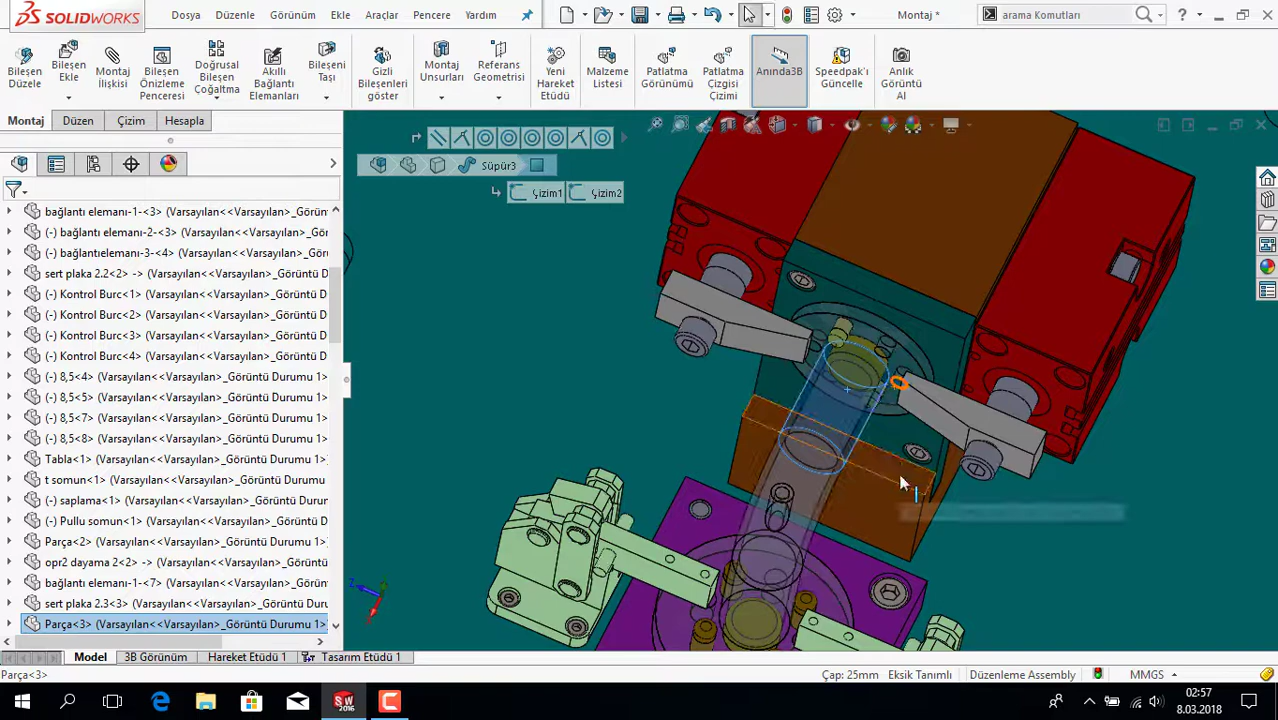 SOLIDWORKS
Dosya Düzenle Görünüm Ekle Araçlar Pencere Yardım
Montaj *
arama Komutları
Bileşen Düzele
Bileşen Ekle
Montaj İlişkisi
Bileşen Önizleme Penceresi
Doğrusal Bileşen Çoğaltma
Akıllı Bağlantı Elemanları
Bileşeni Taşı
Gizli Bileşenleri göster
Montaj Unsurları
Referans Geometrisi
Yeni Hareket Etüdü
Malzeme Listesi
Patlatma Görünümü
Patlatma Çizgisi Çizimi
Anında3B
Speedpak'ı Güncelle
Anlık Görüntü Al
Montaj Düzen Çizim Hesapla
Süpür3
Çizim1 Çizim2
bağlantı elemanı-1-<3> (Varsayılan<<Varsayılan>_Görün
(-) bağlantı elemanı-2-<3> (Varsayılan<<Varsayılan>_Gö
(-) bağlantıelemanı-3-<4> (Varsayılan<<Varsayılan>_Gö
sert plaka 2.2<2> -> (Varsayılan<<Varsayılan>_Görüntü D
(-) Kontrol Burc<1> (Varsayılan<<Varsayılan>_Görüntü D
(-) Kontrol Burc<2> (Varsayılan<<Varsayılan>_Görüntü D
(-) Kontrol Burc<3> (Varsayılan<<Varsayılan>_Görüntü D
(-) Kontrol Burc<4> (Varsayılan<<Varsayılan>_Görüntü D
(-) 8,5<4> (Varsayılan<<Varsayılan>_Görüntü Durumu 1>
(-) 8,5<5> (Varsayılan<<Varsayılan>_Görüntü Durumu 1>
(-) 8,5<7> (Varsayılan<<Varsayılan>_Görüntü Durumu 1>
(-) 8,5<8> (Varsayılan<<Varsayılan>_Görüntü Durumu 1>
Tabla<1> (Varsayılan<<Varsayılan>_Görüntü Durumu 1>)
t somun<1> (Varsayılan<<Varsayılan>_Görüntü Durumu 1
(-) saplama<1> (Varsayılan<<Varsayılan>_Görüntü Duru
(-) Pullu somun<1> (Varsayılan<<Varsayılan>_Görüntü D
Parça<2> (Varsayılan<<Varsayılan>_Görüntü Durumu 1>)
opr2 dayama 2<2> -> (Varsayılan<<Varsayılan>_Görüntü
bağlantı elemanı-1-<7> (Varsayılan<<Varsayılan>_Görün
sert plaka 2.3<3> (Varsayılan<<Varsayılan>_Görüntü Duru
Parça<3> (Varsayılan<<Varsayılan>_Görüntü Durumu 1>
Z
Model 3B Görünüm Hareket Etüdü 1 Tasarım Etüdü 1
Parça<3>
Çap: 25mm Eksik Tanımlı Düzenleme Assembly MMGS
SW
2016
02:57
8.03.2018